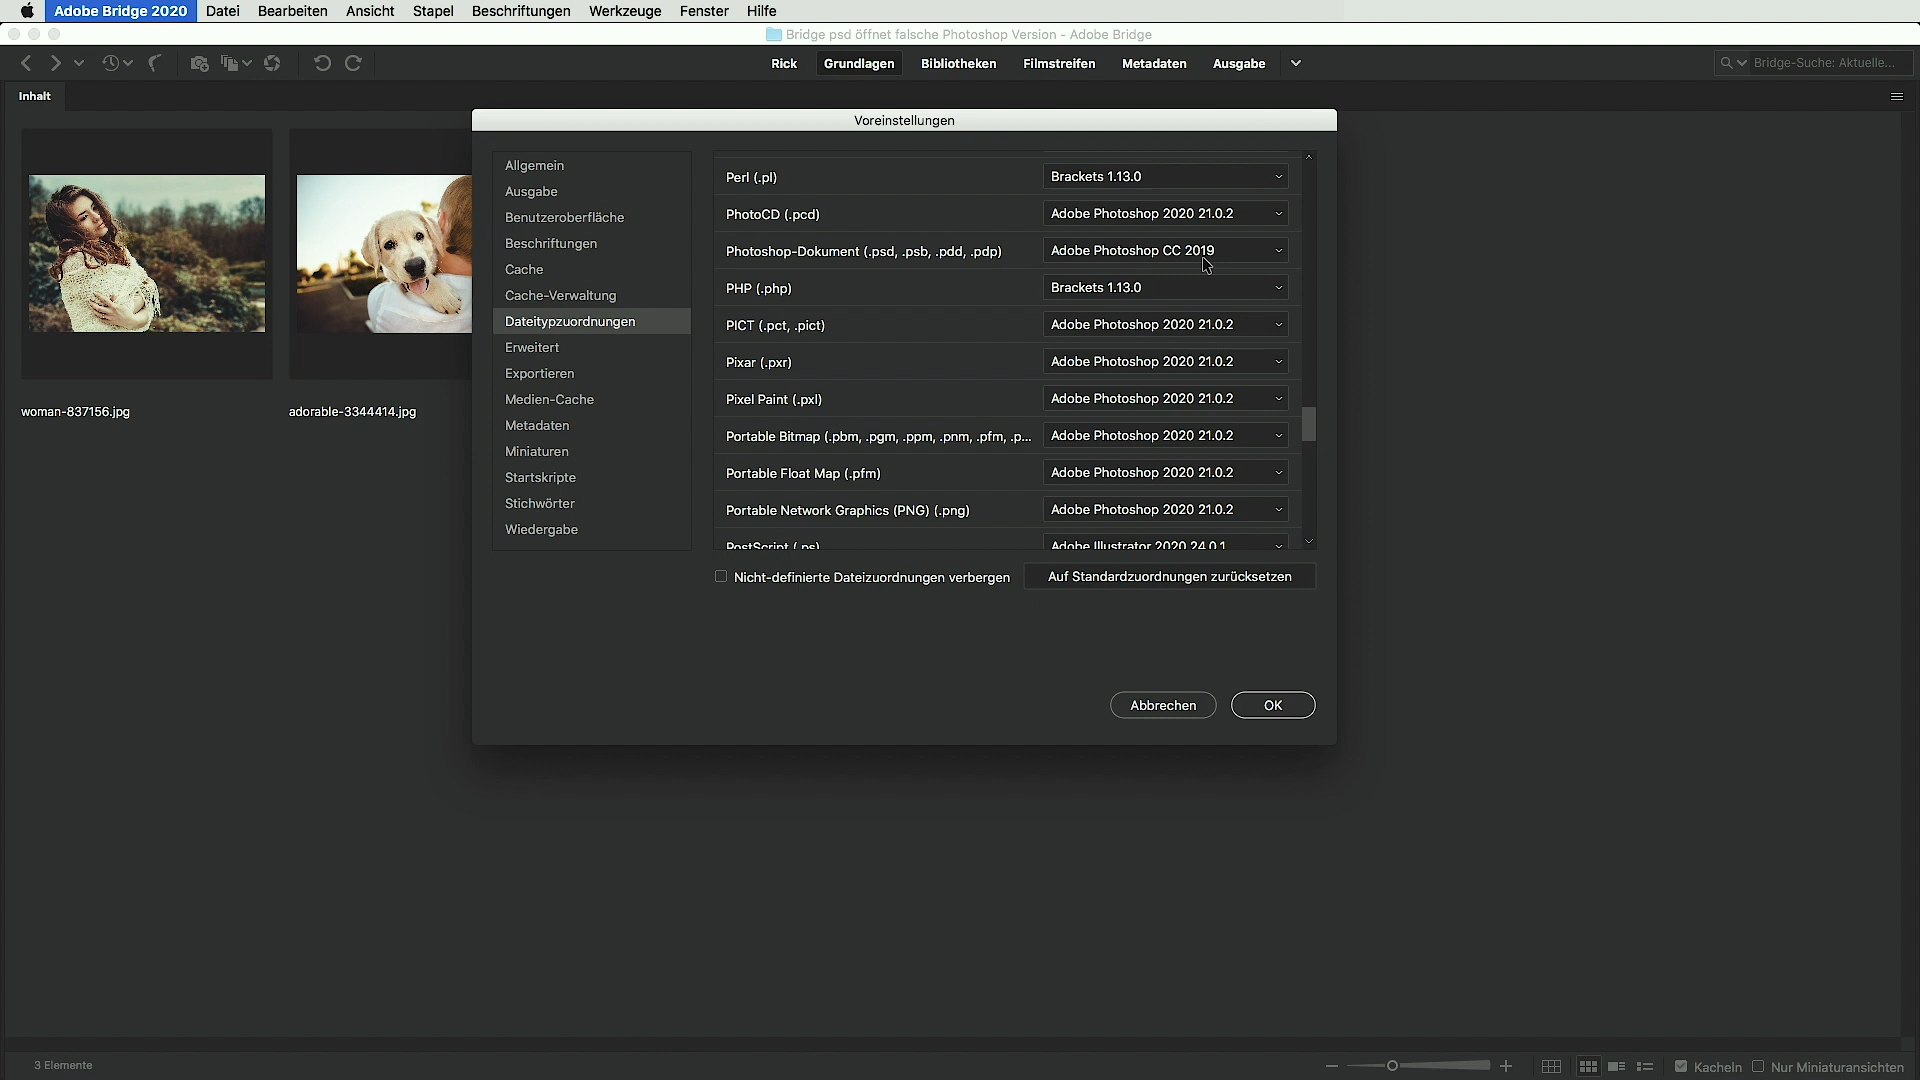 Adobe Bridge 2020 Datei Bearbeiten Ansicht Stapel Beschriftungen Werkzeuge Fenster Hilfe
Bridge psd öffnet falsche Photoshop Version - Adobe Bridge
Rick Grundlagen Bibliotheken Filmstreifen Metadaten Ausgabe
Bridge-Suche: Aktuelle...
Inhalt
woman-837156.jpg
adorable-3344414.jpg
Voreinstellungen
Allgemein
Ausgabe
Benutzeroberfläche
Beschriftungen
Cache
Cache-Verwaltung
Dateitypzuordnungen
Erweitert
Exportieren
Medien-Cache
Metadaten
Miniaturen
Startskripte
Stichwörter
Wiedergabe
Perl (.pl) Brackets 1.13.0
PhotoCD (.pcd) Adobe Photoshop 2020 21.0.2
Photoshop-Dokument (.psd, .psb, .pdd, .pdp) Adobe Photoshop CC 2019
PHP (.php) Brackets 1.13.0
PICT (.pct, .pict) Adobe Photoshop 2020 21.0.2
Pixar (.pxr) Adobe Photoshop 2020 21.0.2
Pixel Paint (.pxl) Adobe Photoshop 2020 21.0.2
Portable Bitmap (.pbm, .pgm, .ppm, .pnm, .pfm, .p... Adobe Photoshop 2020 21.0.2
Portable Float Map (.pfm) Adobe Photoshop 2020 21.0.2
Portable Network Graphics (PNG) (.png) Adobe Photoshop 2020 21.0.2
PostScript (.ps) Adobe Illustrator 2020 24.0.1
Nicht-definierte Dateizuordnungen verbergen Auf Standardzuordnungen zurücksetzen
Abbrechen OK
3 Elemente
Kacheln Nur Miniaturansichten